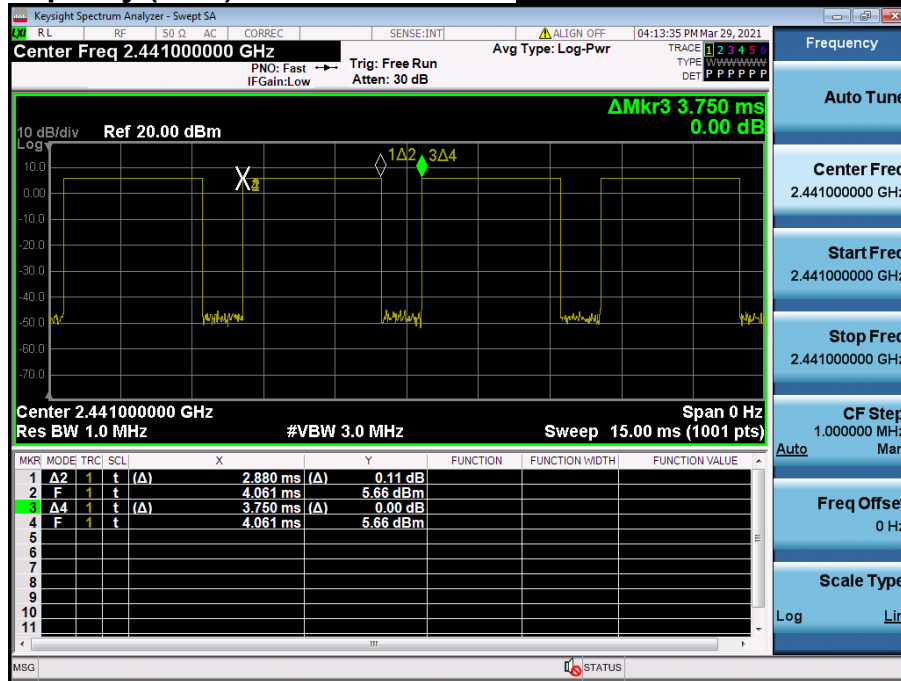 Keysight Spectrum Analyzer - Swept SA
LXI RL RF 50 Ω AC CORREC SENSE:INT ALIGN OFF 04:13:35 PM Mar 29, 2021
Center Freq 2.441000000 GHz
PNO: Fast
IFGain:Low
Trig: Free Run
Atten: 30 dB
Avg Type: Log-Pwr
TRACE 1 2 3 4 5 6
TYPE WWWWWW
DET P P P P P P
ΔMkr3 3.750 ms
0.00 dB
10 dB/div Ref 20.00 dBm
Log
10.0
0.00
-10.0
-20.0
-30.0
-40.0
-50.0
-60.0
-70.0
1Δ2 3Δ4
Center 2.441000000 GHz Span 0 Hz
Res BW 1.0 MHz #VBW 3.0 MHz Sweep 15.00 ms (1001 pts)
MKR MODE TRC SCL X Y FUNCTION FUNCTION WIDTH FUNCTION VALUE
1 Δ2 1 t (Δ) 2.880 ms (Δ) 0.11 dB
2 F 1 t 4.061 ms 5.66 dBm
3 Δ4 1 t (Δ) 3.750 ms (Δ) 0.00 dB
4 F 1 t 4.061 ms 5.66 dBm
5
6
7
8
9
10
11
MSG STATUS
Frequency
Auto Tune
Center Freq
2.441000000 GHz
Start Freq
2.441000000 GHz
Stop Freq
2.441000000 GHz
CF Step
1.000000 MHz
Auto Man
Freq Offset
0 Hz
Scale Type
Log Lin